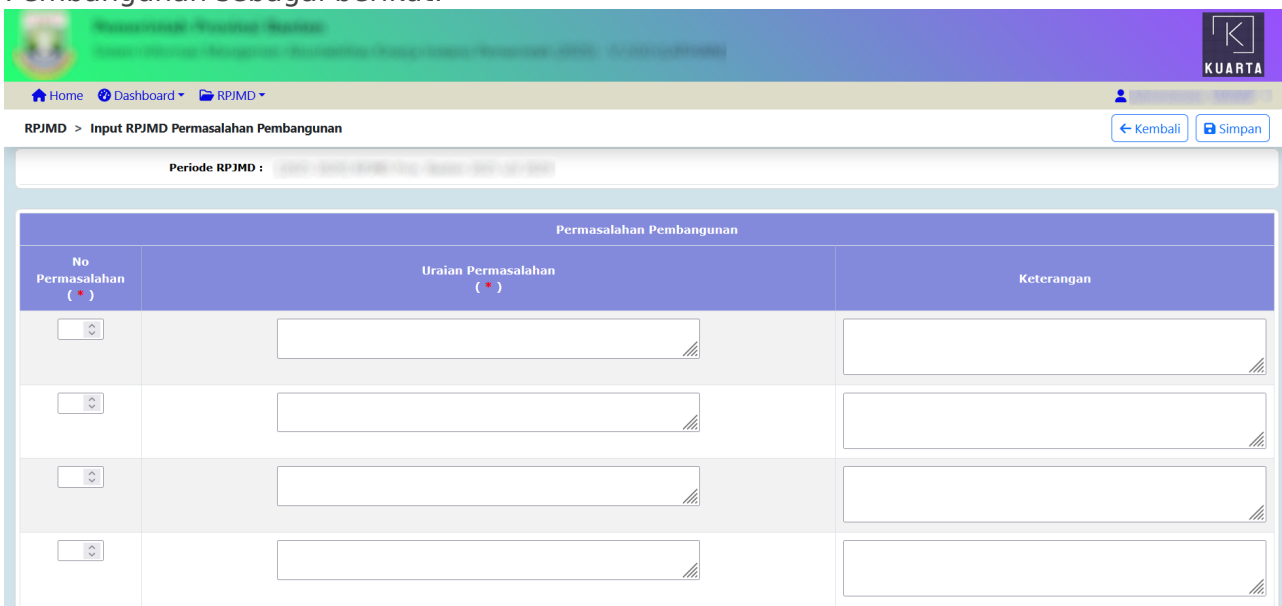 Pembangunan sebagai berikut:
KUARTA
Home Dashboard RPJMD
RPJMD > Input RPJMD Permasalahan Pembangunan
Kembali Simpan
Periode RPJMD :
Permasalahan Pembangunan
No
Permasalahan
( * )
Uraian Permasalahan
( * )
Keterangan